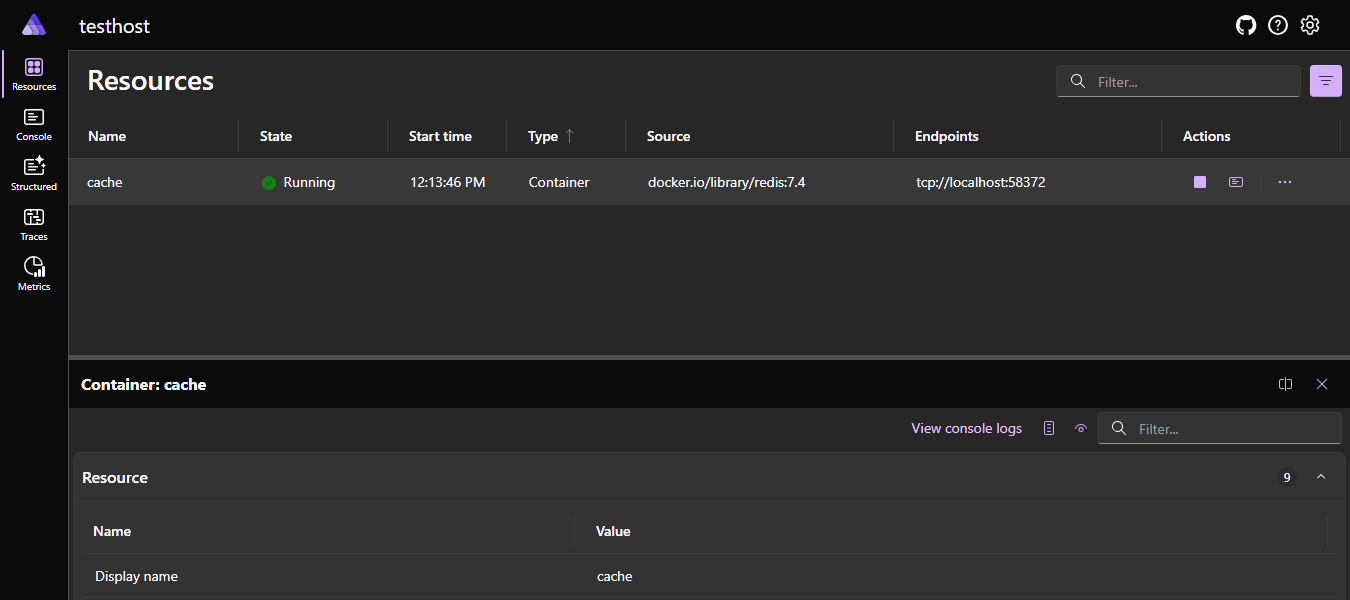 testhost
Resources
Resources
Filter...
Console
Structured
Traces
Metrics
Name State Start time Type Source Endpoints Actions
cache Running 12:13:46 PM Container docker.io/library/redis:7.4 tcp://localhost:58372
Container: cache
View console logs Filter...
Resource 9
Name Value
Display name cache